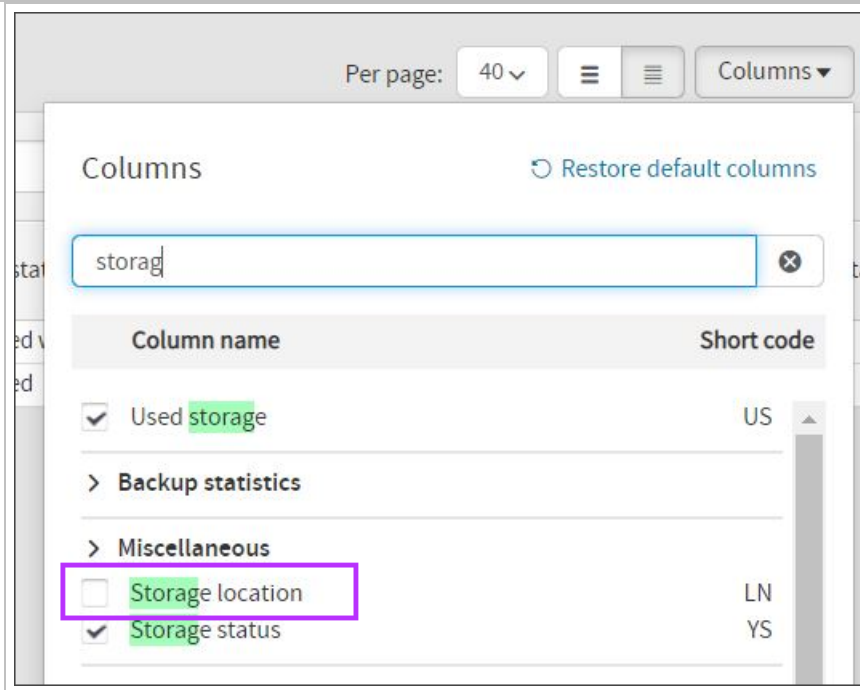 Per page: 40 Columns
Columns Restore default columns
storag
Column name Short code
Used storage US
Backup statistics
Miscellaneous
Storage location LN
Storage status YS